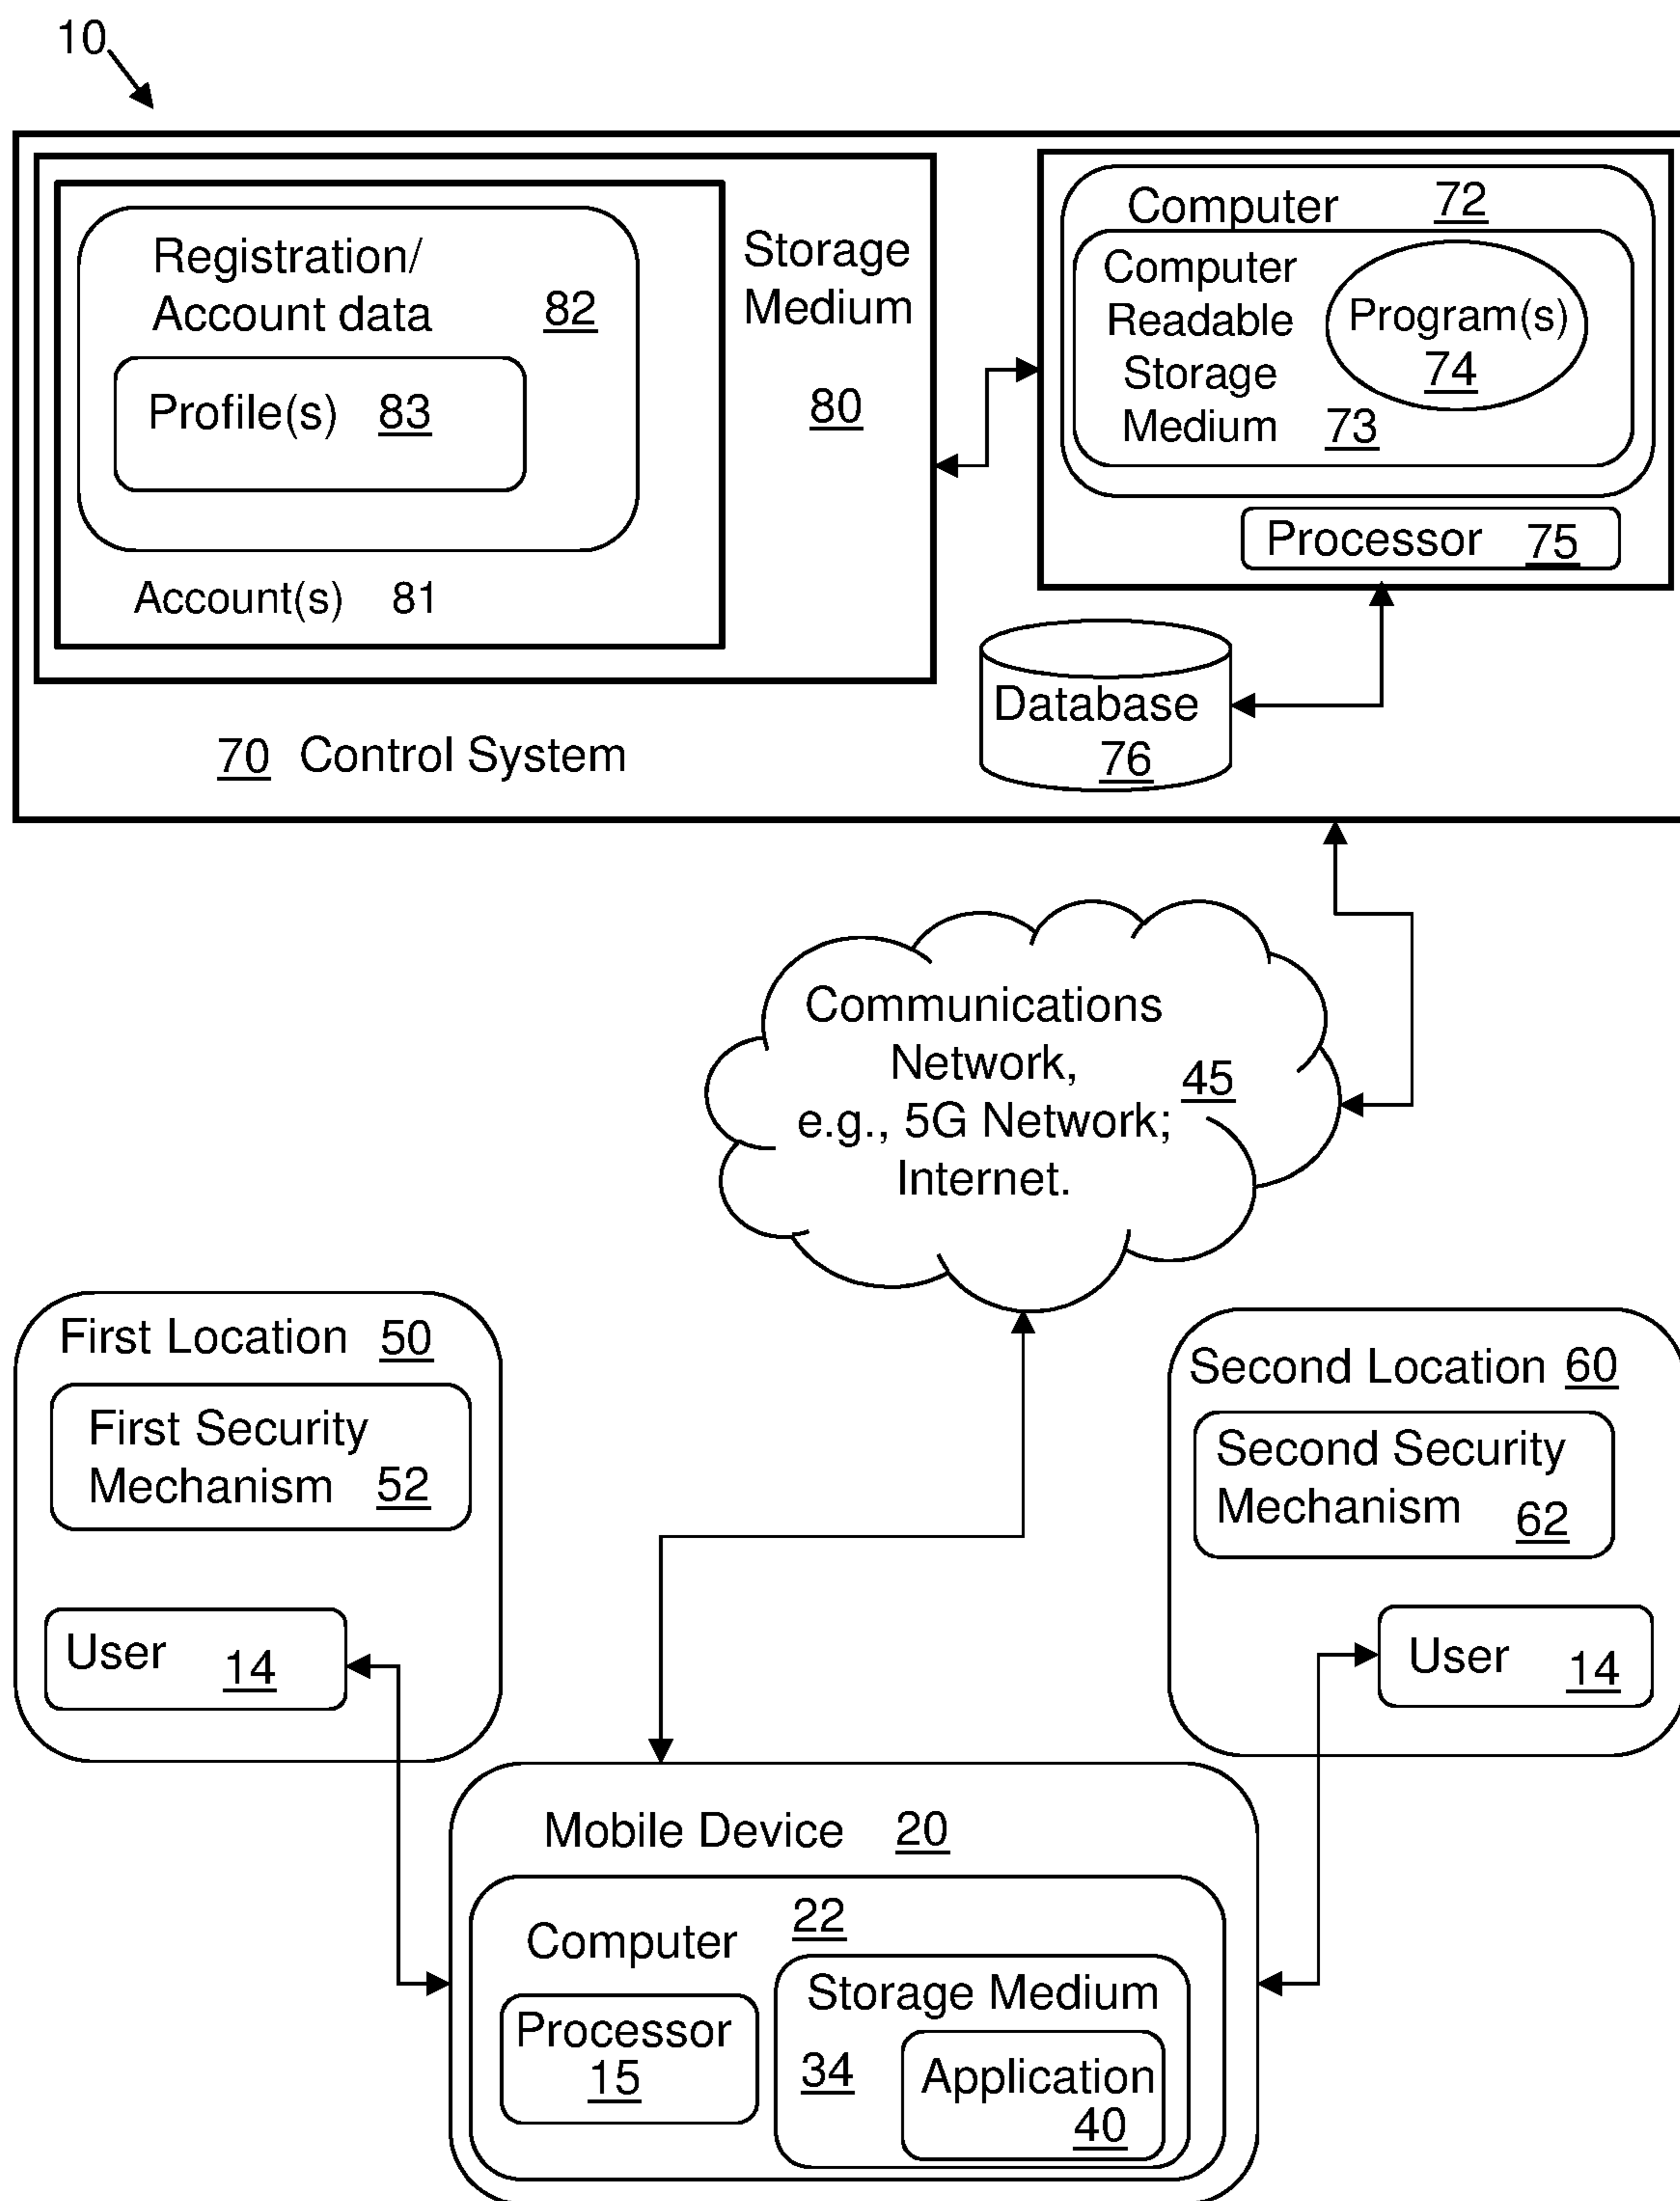 10
Registration/
Account data 82
Profile(s) 83
Account(s) 81
Storage
Medium
80
Computer 72
Computer
Readable
Storage
Medium 73
Program(s)
74
Processor 75
Database
76
70 Control System
Communications
Network,
45
e.g., 5G Network;
Internet.
First Location 50
First Security
Mechanism 52
User 14
Second Location 60
Second Security
Mechanism 62
User 14
Mobile Device 20
Computer 22
Processor
15
Storage Medium
34
Application
40